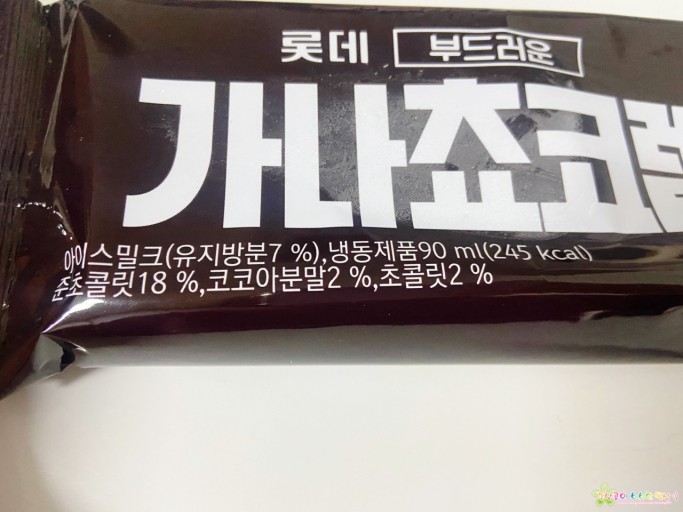 롯데 부드러운
가나쵸코
아이스밀크(유지방분7 %),냉동제품90 ml(245 kcal)
준초콜릿18 %,코코아분말2 %,초콜릿2 %